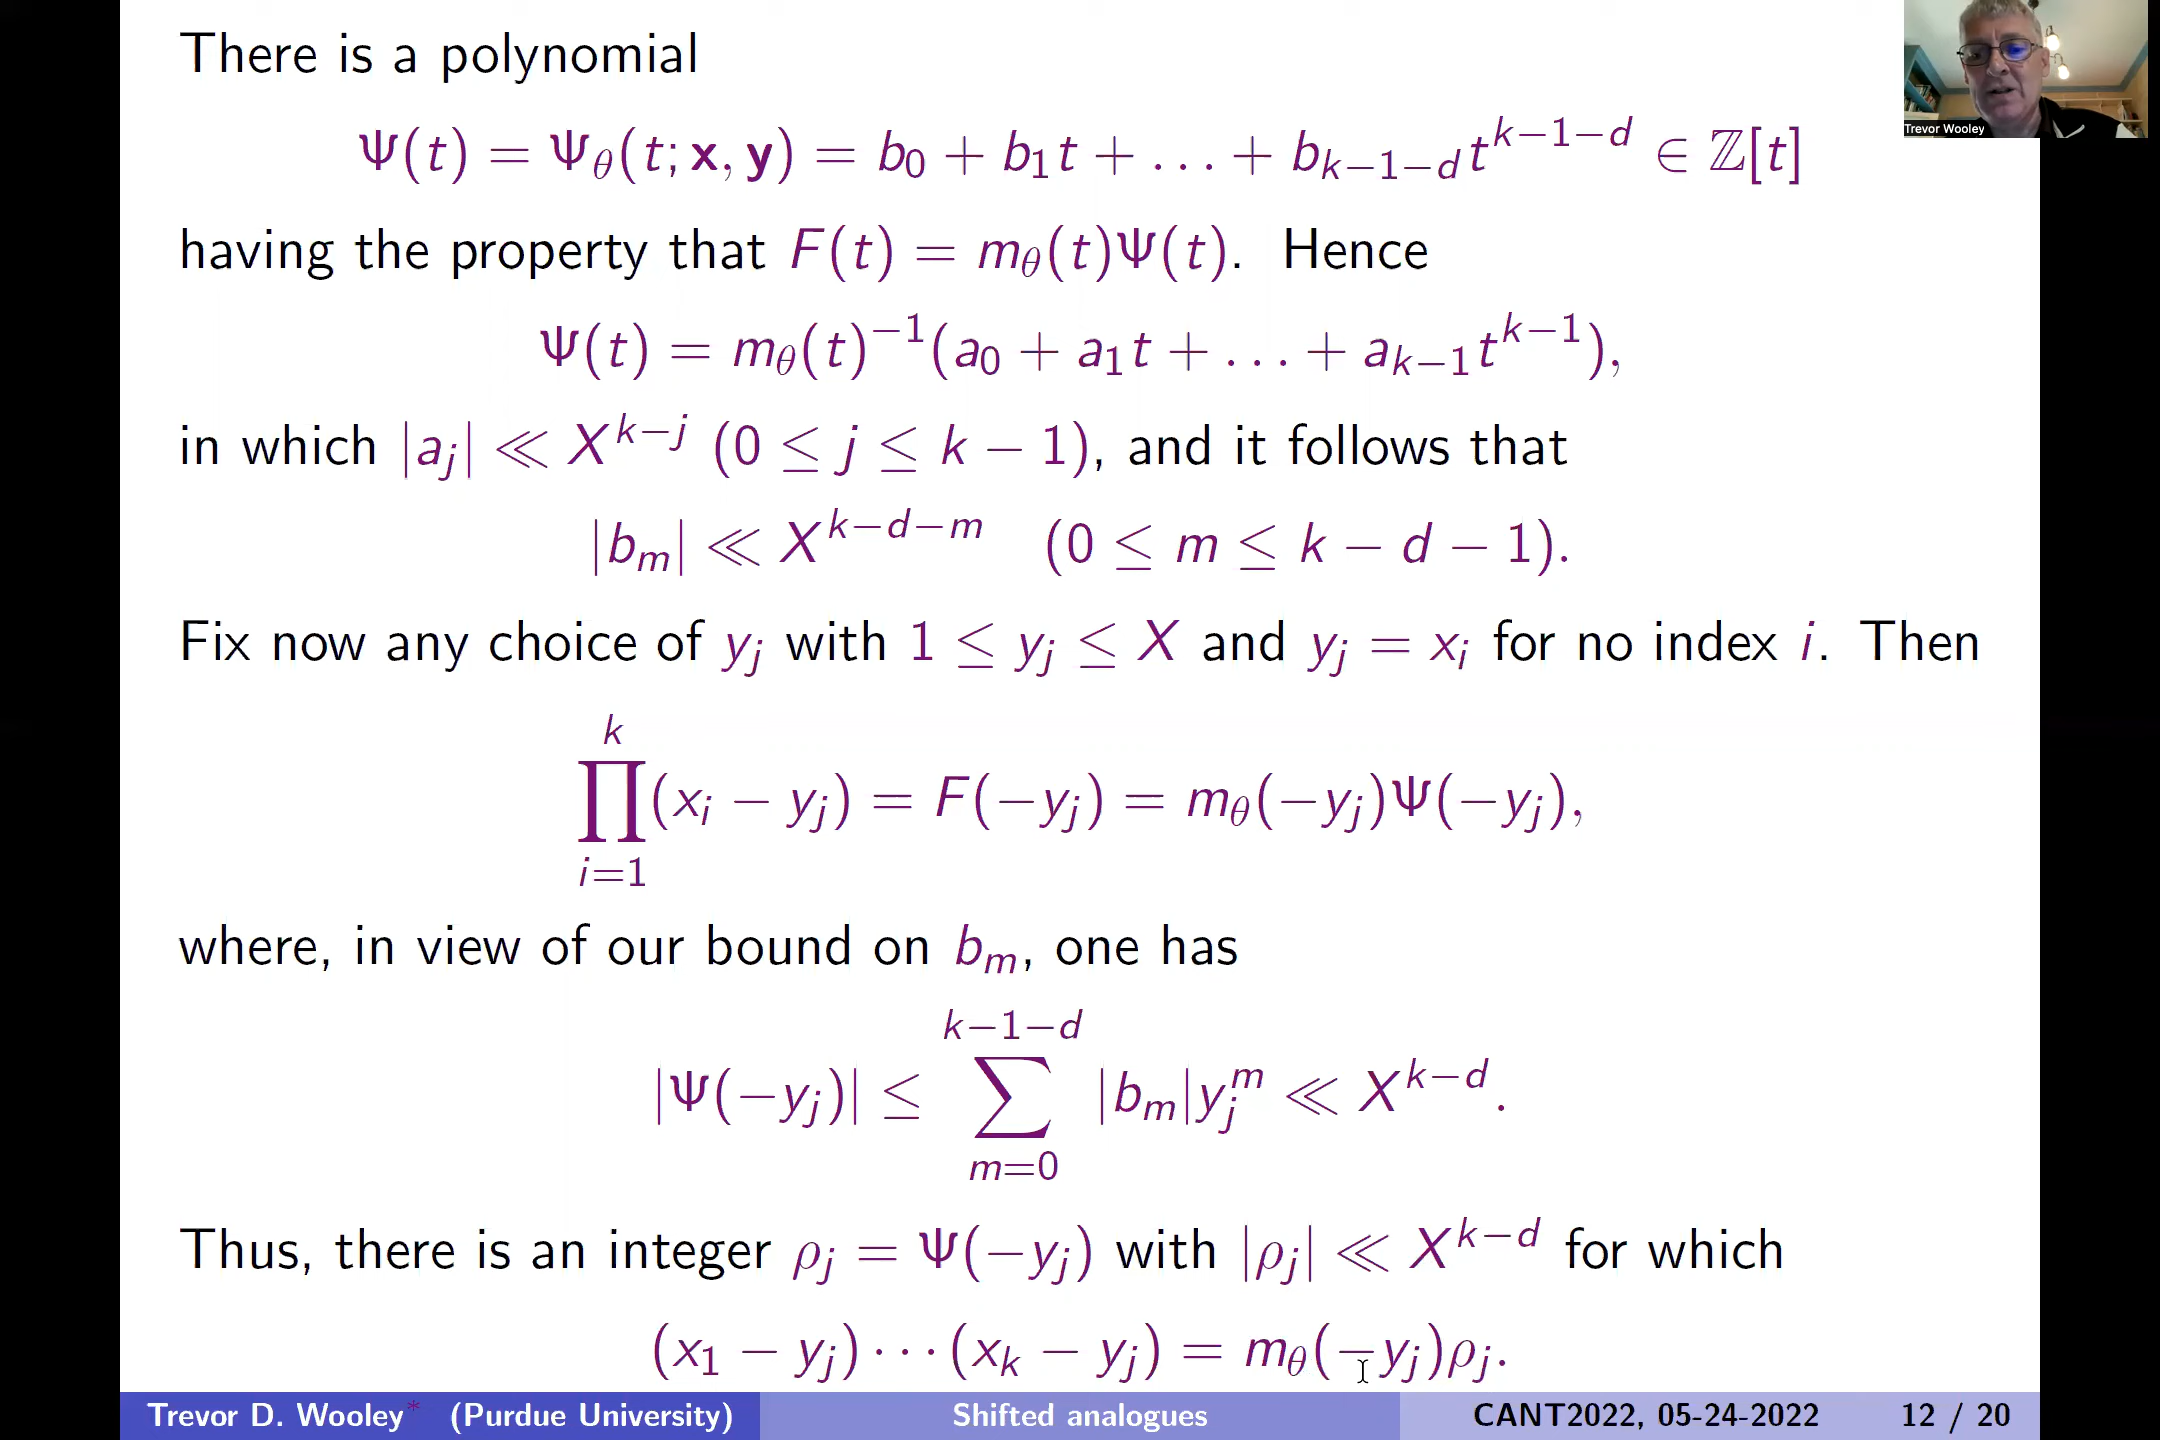 There is a polynomial
Trevor Wooley
Ψ(t) = Ψ_θ(t; x, y) = b_0 + b_1t + … + b_{k−1−d}t^{k−1−d} ∈ ℤ[t]
having the property that F(t) = m_θ(t)Ψ(t). Hence
Ψ(t) = m_θ(t)^{−1}(a_0 + a_1t + … + a_{k−1}t^{k−1}),
in which |a_j| ≪ X^{k−j} (0 ≤ j ≤ k − 1), and it follows that
|b_m| ≪ X^{k−d−m} (0 ≤ m ≤ k − d − 1).
Fix now any choice of y_j with 1 ≤ y_j ≤ X and y_j = x_i for no index i. Then
∏_{i=1}^{k}(x_i − y_j) = F(−y_j) = m_θ(−y_j)Ψ(−y_j),
where, in view of our bound on b_m, one has
|Ψ(−y_j)| ≤ ∑_{m=0}^{k−1−d} |b_m|y_j^m ≪ X^{k−d}.
Thus, there is an integer ρ_j = Ψ(−y_j) with |ρ_j| ≪ X^{k−d} for which
(x_1 − y_j) ⋯ (x_k − y_j) = m_θ(−y_j)ρ_j.
Trevor D. Wooley* (Purdue University) Shifted analogues CANT2022, 05-24-2022 12 / 20